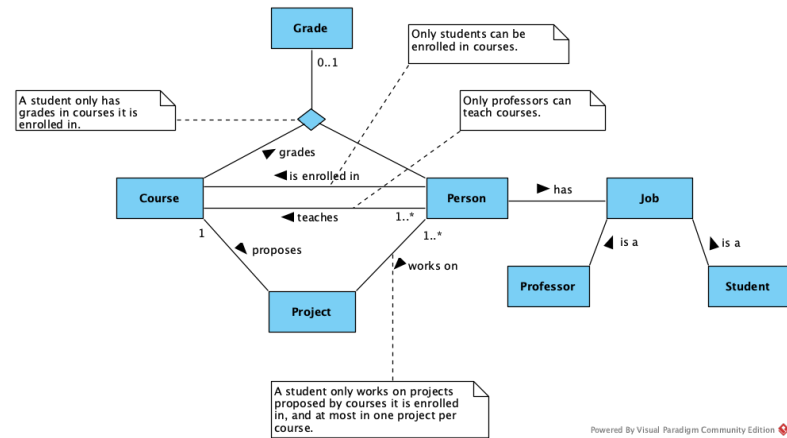 Grade
0..1
Only students can be
enrolled in courses.
A student only has
grades in courses it is
enrolled in.
Only professors can
teach courses.
grades
is enrolled in
Course
Person
has
Job
teaches
1..*
1
1..*
proposes
works on
is a
is a
Professor
Student
Project
A student only works on projects
proposed by courses it is enrolled
in, and at most in one project per
course.
Powered By Visual Paradigm Community Edition